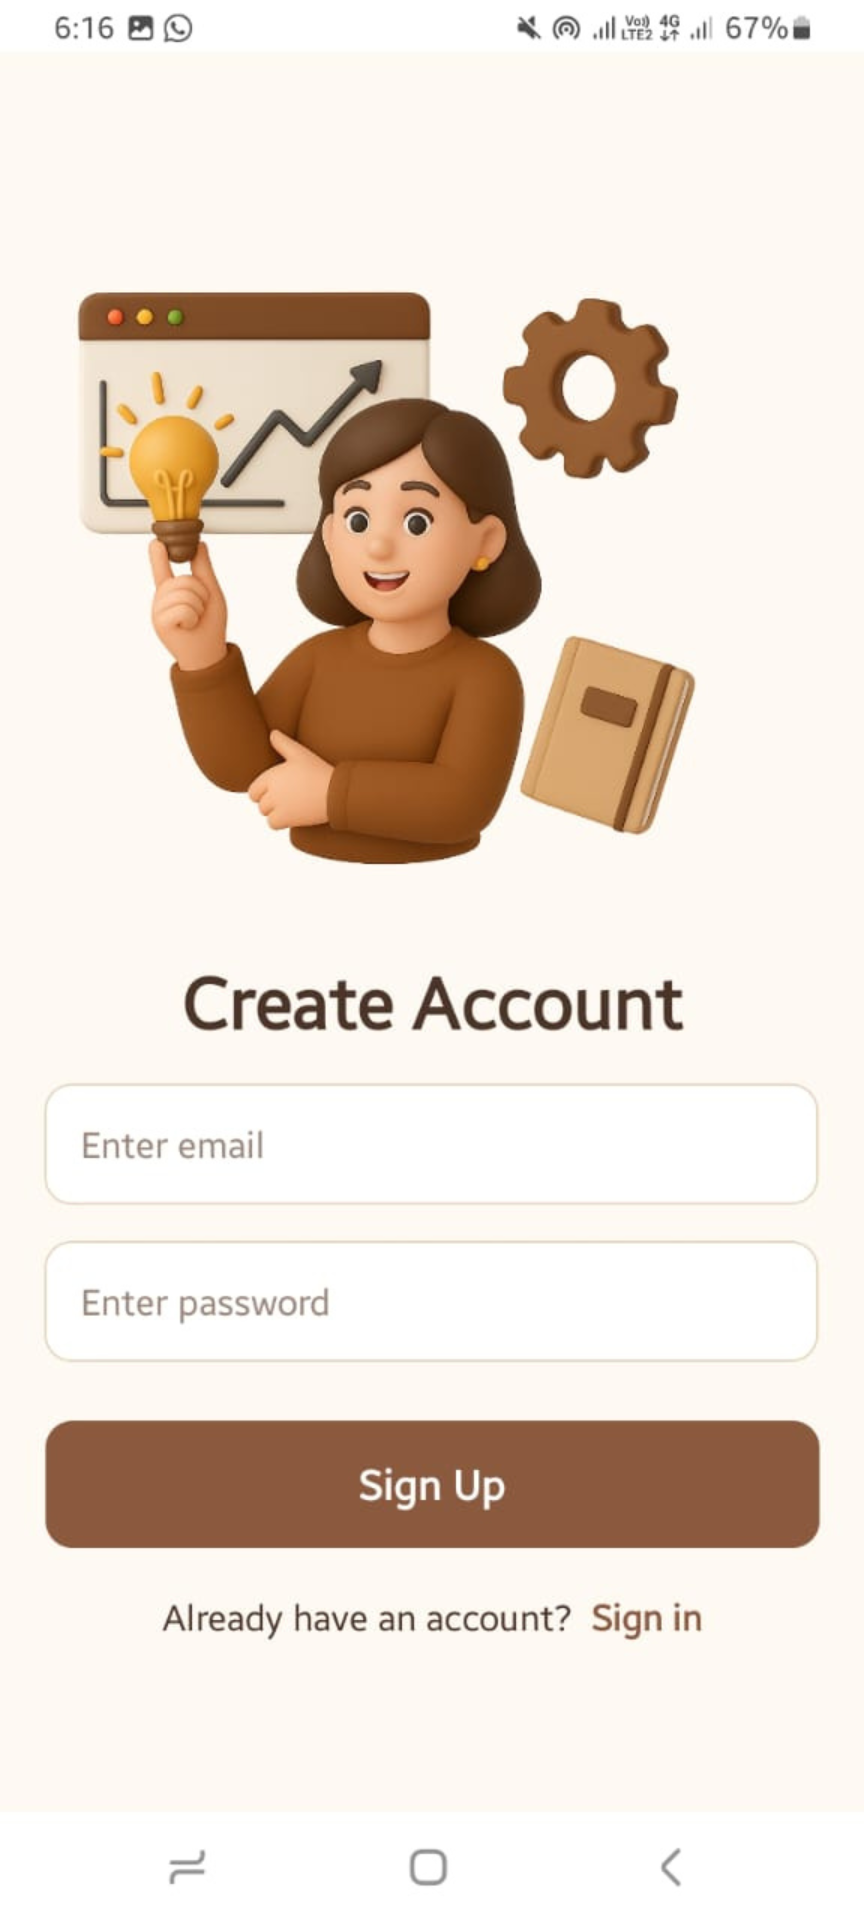 6:16 Vo)) LTE2 4G 67%
Create Account
Enter email
Enter password
Sign Up
Already have an account? Sign in